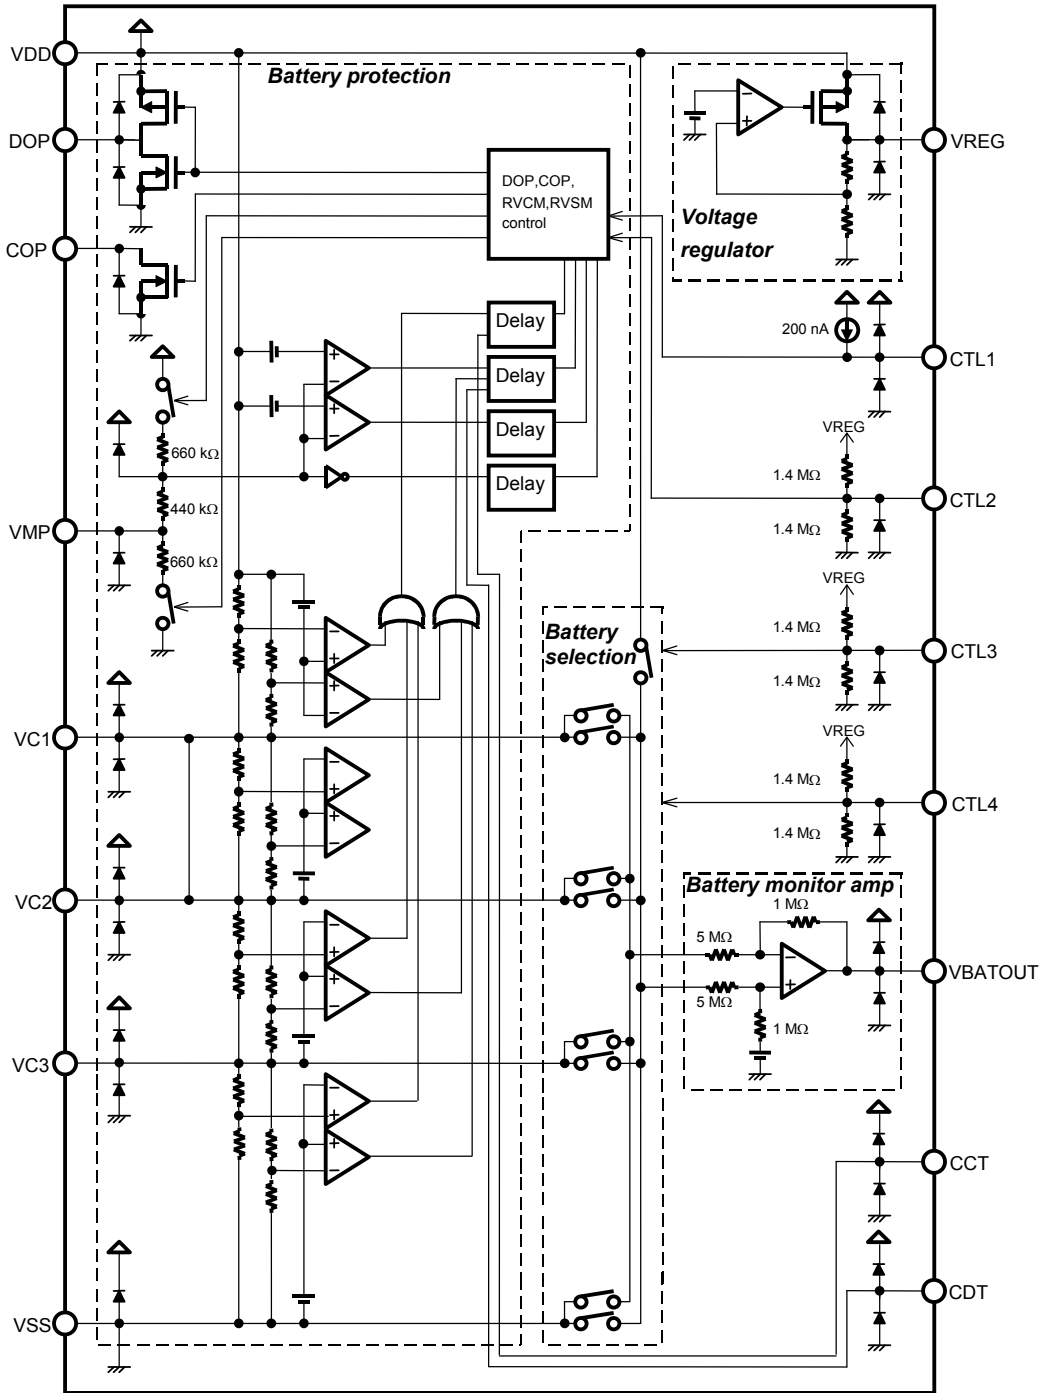 VDD
Battery protection
DOP
VREG
DOP,COP,
RVCM,RVSM
control
Voltage
regulator
COP
Delay
200 nA
CTL1
Delay
Delay
VREG
660 kΩ
1.4 MΩ
Delay
CTL2
440 kΩ
VMP
1.4 MΩ
660 kΩ
VREG
Battery
selection
1.4 MΩ
CTL3
1.4 MΩ
VC1
VREG
1.4 MΩ
CTL4
1.4 MΩ
VC2
Battery monitor amp
1 MΩ
5 MΩ
VBATOUT
5 MΩ
1 MΩ
VC3
CCT
CDT
VSS